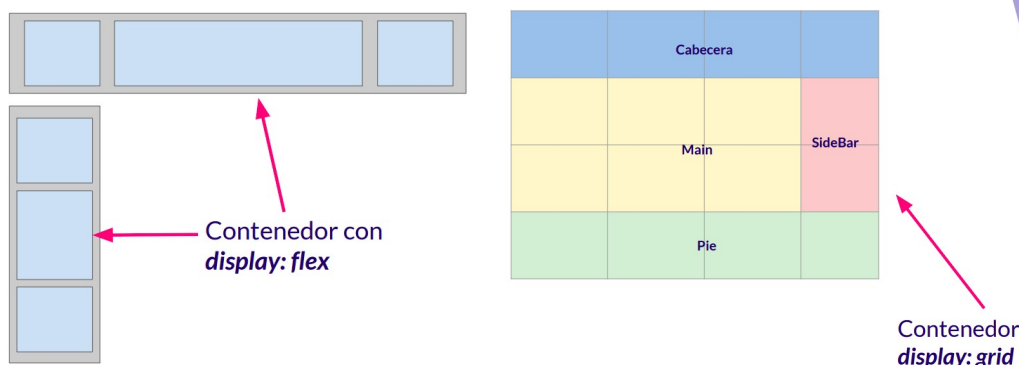 Contenedor con
display: flex
Cabecera
Main
SideBar
Pie
Contenedor
display: grid